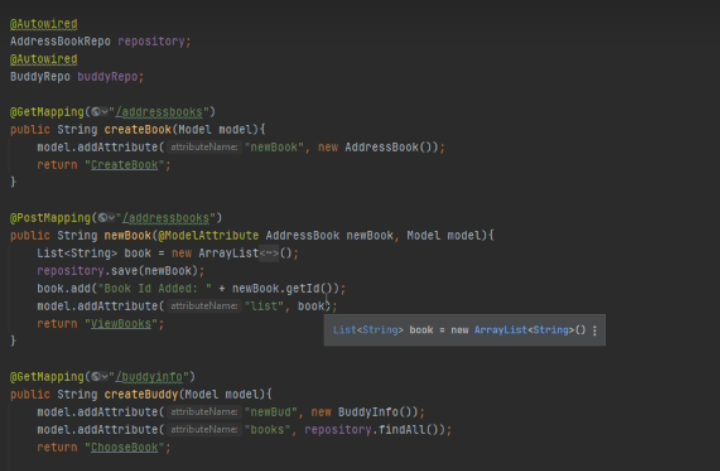 @Autowired
AddressBookRepo repository;
@Autowired
BuddyRepo buddyRepo;
@GetMapping("/addressbooks")
public String createBook(Model model){
model.addAttribute( attributeName: "newBook", new AddressBook());
return "CreateBook";
}
@PostMapping("/addressbooks")
public String newBook(@ModelAttribute AddressBook newBook, Model model){
List<String> book = new ArrayList<~>();
repository.save(newBook);
book.add("Book Id Added: " + newBook.getId());
model.addAttribute( attributeName: "list", book);
return "ViewBooks";
List<String> book = new ArrayList<String>()
}
@GetMapping("/buddyinfo")
public String createBuddy(Model model){
model.addAttribute( attributeName: "newBud", new BuddyInfo());
model.addAttribute( attributeName: "books", repository.findAll());
return "ChooseBook";